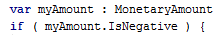 var myAmount : MonetaryAmount
if ( myAmount.IsNegative ) {